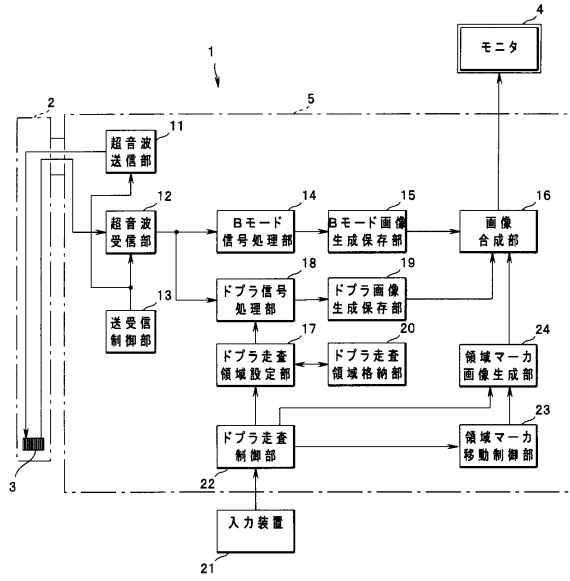 4
モニタ
1
5
2
11
超音波
送信部
12
超音波
受信部
14
Bモード
信号処理部
15
Bモード画像
生成保存部
16
画像
合成部
13
送受信
制御部
18
ドプラ信号
処理部
19
ドプラ画像
生成保存部
17
ドプラ走査
領域設定部
20
ドプラ走査
領域格納部
24
領域マーカ
画像生成部
3
22
ドプラ走査
制御部
23
領域マーカ
移動制御部
入力装置
21